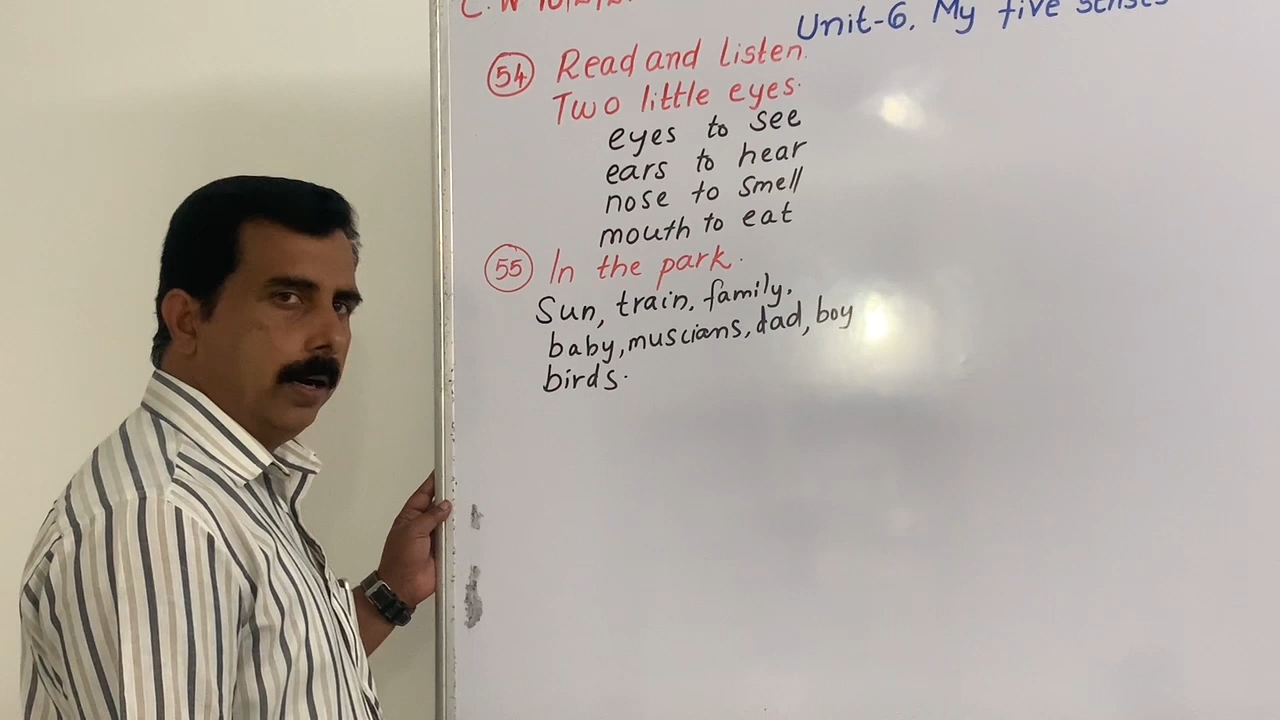 C.W
Unit-6. My five senses
54 Read and listen.
Two little eyes.
eyes to see
ears to hear
nose to smell
mouth to eat
55 In the park.
Sun, train, family,
baby, muscians, dad, boy
birds.